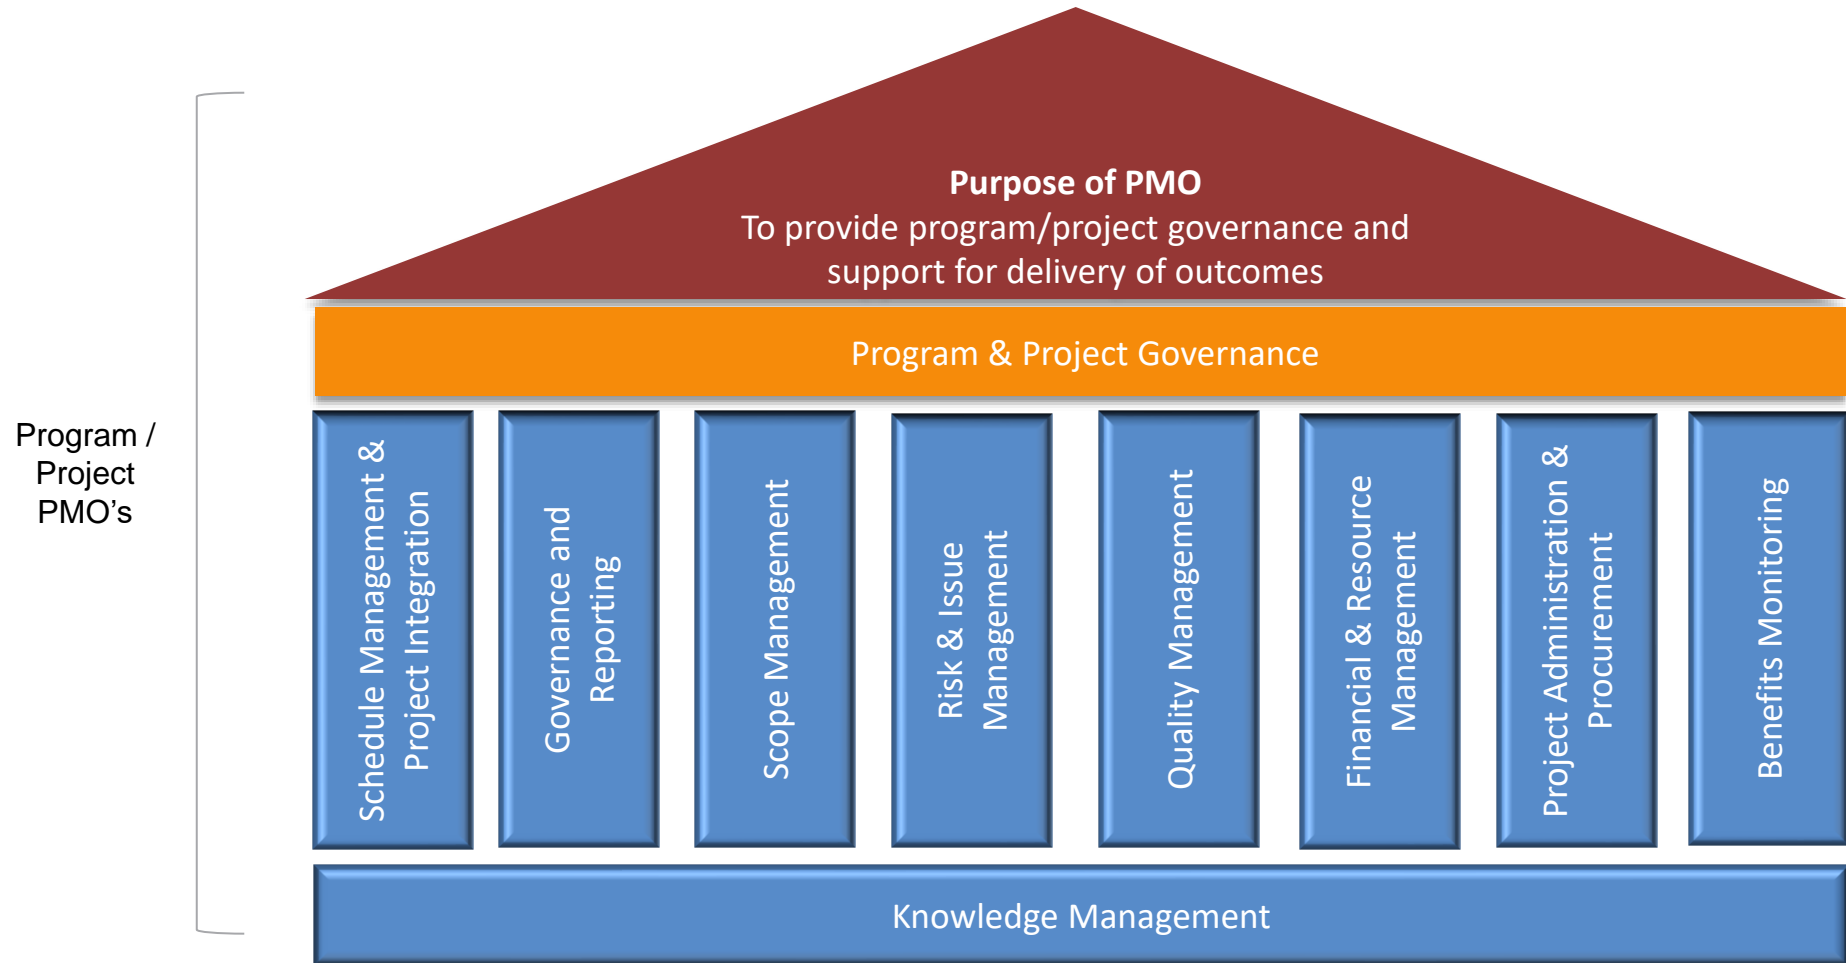 Purpose of PMO
To provide program/project governance and
support for delivery of outcomes
Program & Project Governance
Program /
Project
PMO’s
Schedule Management &
Project Integration
Governance and
Reporting
Scope Management
Risk & Issue
Management
Quality Management
Financial & Resource
Management
Project Administration &
Procurement
Benefits Monitoring
Knowledge Management